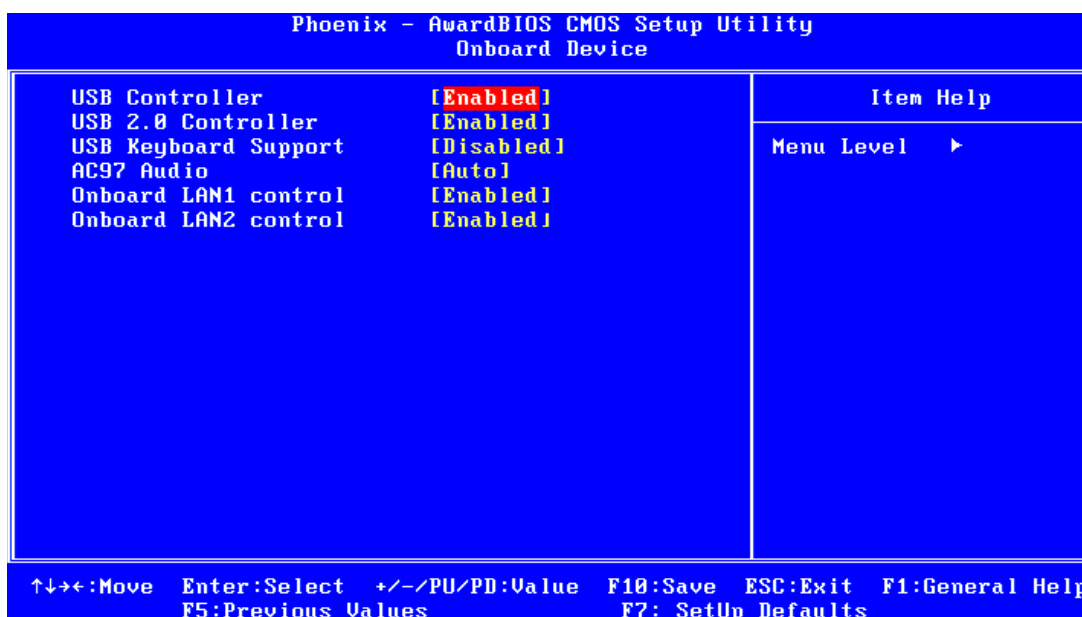 Phoenix - AwardBIOS CMOS Setup Utility
Onboard Device
USB Controller [Enabled]
USB 2.0 Controller [Enabled]
USB Keyboard Support [Disabled]
AC97 Audio [Auto]
Onboard LAN1 control [Enabled]
Onboard LAN2 control [Enabled]
Item Help
Menu Level ▶
↑↓→←:Move Enter:Select +/-/PU/PD:Value F10:Save ESC:Exit F1:General Help
F5:Previous Values F7: SetUp Defaults